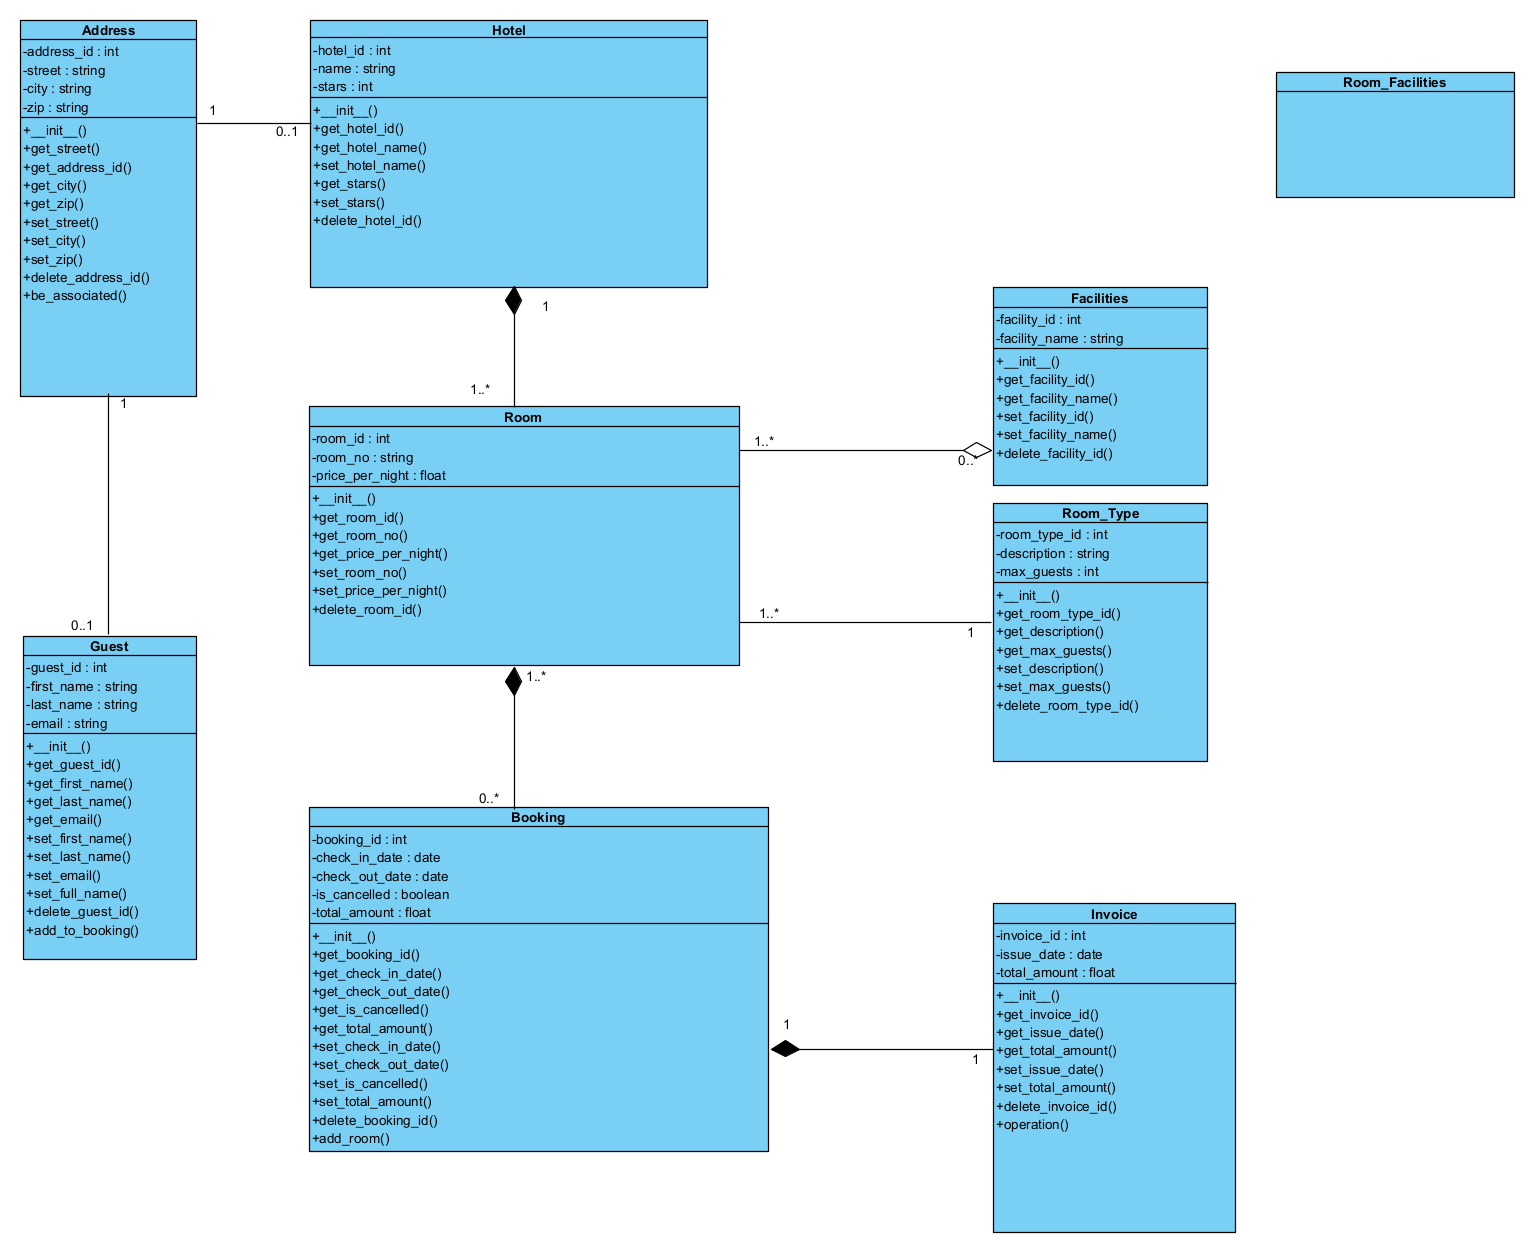 Address
-address_id : int
-street : string
-city : string
-zip : string
+__init__()
+get_street()
+get_address_id()
+get_city()
+get_zip()
+set_street()
+set_city()
+set_zip()
+delete_address_id()
+be_associated()
1
0..1
Hotel
-hotel_id : int
-name : string
-stars : int
+__init__()
+get_hotel_id()
+get_hotel_name()
+set_hotel_name()
+get_stars()
+set_stars()
+delete_hotel_id()
Room_Facilities
1
1..*
1
0..1
Room
-room_id : int
-room_no : string
-price_per_night : float
+__init__()
+get_room_id()
+get_room_no()
+get_price_per_night()
+set_room_no()
+set_price_per_night()
+delete_room_id()
1..*
0..*
Facilities
-facility_id : int
-facility_name : string
+__init__()
+get_facility_id()
+get_facility_name()
+set_facility_id()
+set_facility_name()
+delete_facility_id()
1..*
1
Room_Type
-room_type_id : int
-description : string
-max_guests : int
+__init__()
+get_room_type_id()
+get_description()
+get_max_guests()
+set_description()
+set_max_guests()
+delete_room_type_id()
Guest
-guest_id : int
-first_name : string
-last_name : string
-email : string
+__init__()
+get_guest_id()
+get_first_name()
+get_last_name()
+get_email()
+set_first_name()
+set_last_name()
+set_email()
+set_full_name()
+delete_guest_id()
+add_to_booking()
1..*
0..*
Booking
-booking_id : int
-check_in_date : date
-check_out_date : date
-is_cancelled : boolean
-total_amount : float
+__init__()
+get_booking_id()
+get_check_in_date()
+get_check_out_date()
+get_is_cancelled()
+get_total_amount()
+set_check_in_date()
+set_check_out_date()
+set_is_cancelled()
+set_total_amount()
+delete_booking_id()
+add_room()
1
1
Invoice
-invoice_id : int
-issue_date : date
-total_amount : float
+__init__()
+get_invoice_id()
+get_issue_date()
+get_total_amount()
+set_issue_date()
+set_total_amount()
+delete_invoice_id()
+operation()